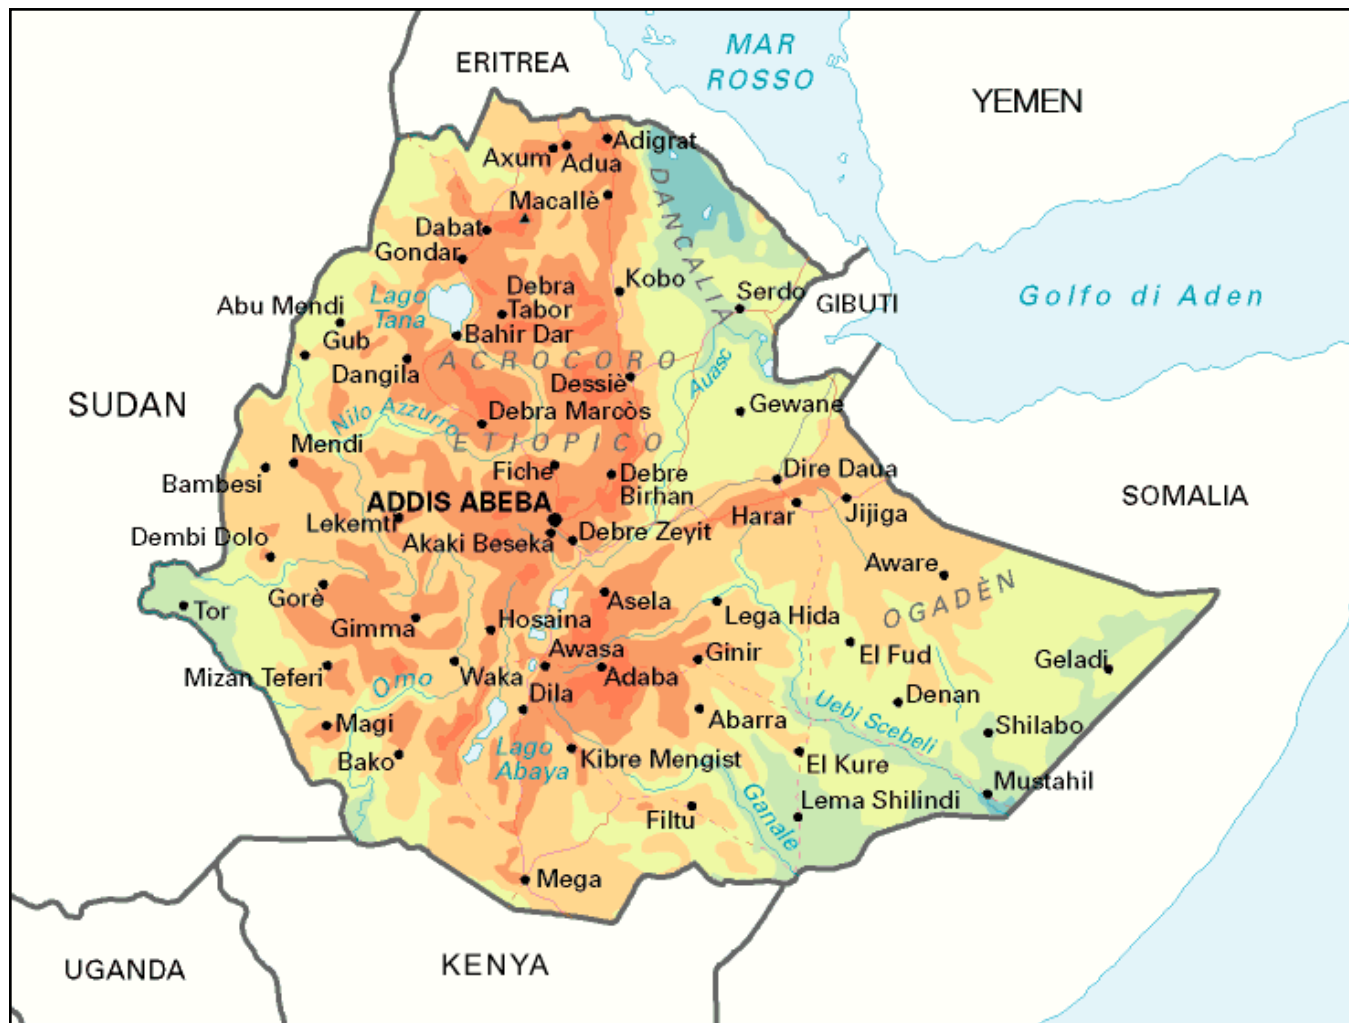 MAR
ROSSO
ERITREA
YEMEN
Adigrat
Axum
Adua
DANCALIA
Macallè
Dabat
Gondar
Kobo
Debra
Tabor
Serdo
GIBUTI
Golfo di Aden
Lago
Tana
Abu Mendi
Gub
Bahir Dar
ACROCORO
Dangila
Dessiè
Auasc
SUDAN
Nilo Azzurro
Debra Marcòs
Gewane
ETIOPICO
Mendi
Bambesi
Fiche
Debre
Birhan
Dire Daua
SOMALIA
ADDIS ABEBA
Lekemti
Akaki Beseka
Debre Zeyit
Harar
Jijiga
Dembi Dolo
Aware
OGADÈN
Tor
Gorè
Asela
Lega Hida
Gimma
Hosaina
El Fud
Geladi
Mizan Teferi
Omo
Waka
Awasa
Adaba
Ginir
Dila
Denan
Uebi Scebeli
Magi
Abarra
Shilabo
Bako
Lago
Abaya
Kibre Mengist
El Kure
Mustahil
Filtu
Ganale
Lema Shilindi
Mega
UGANDA
KENYA